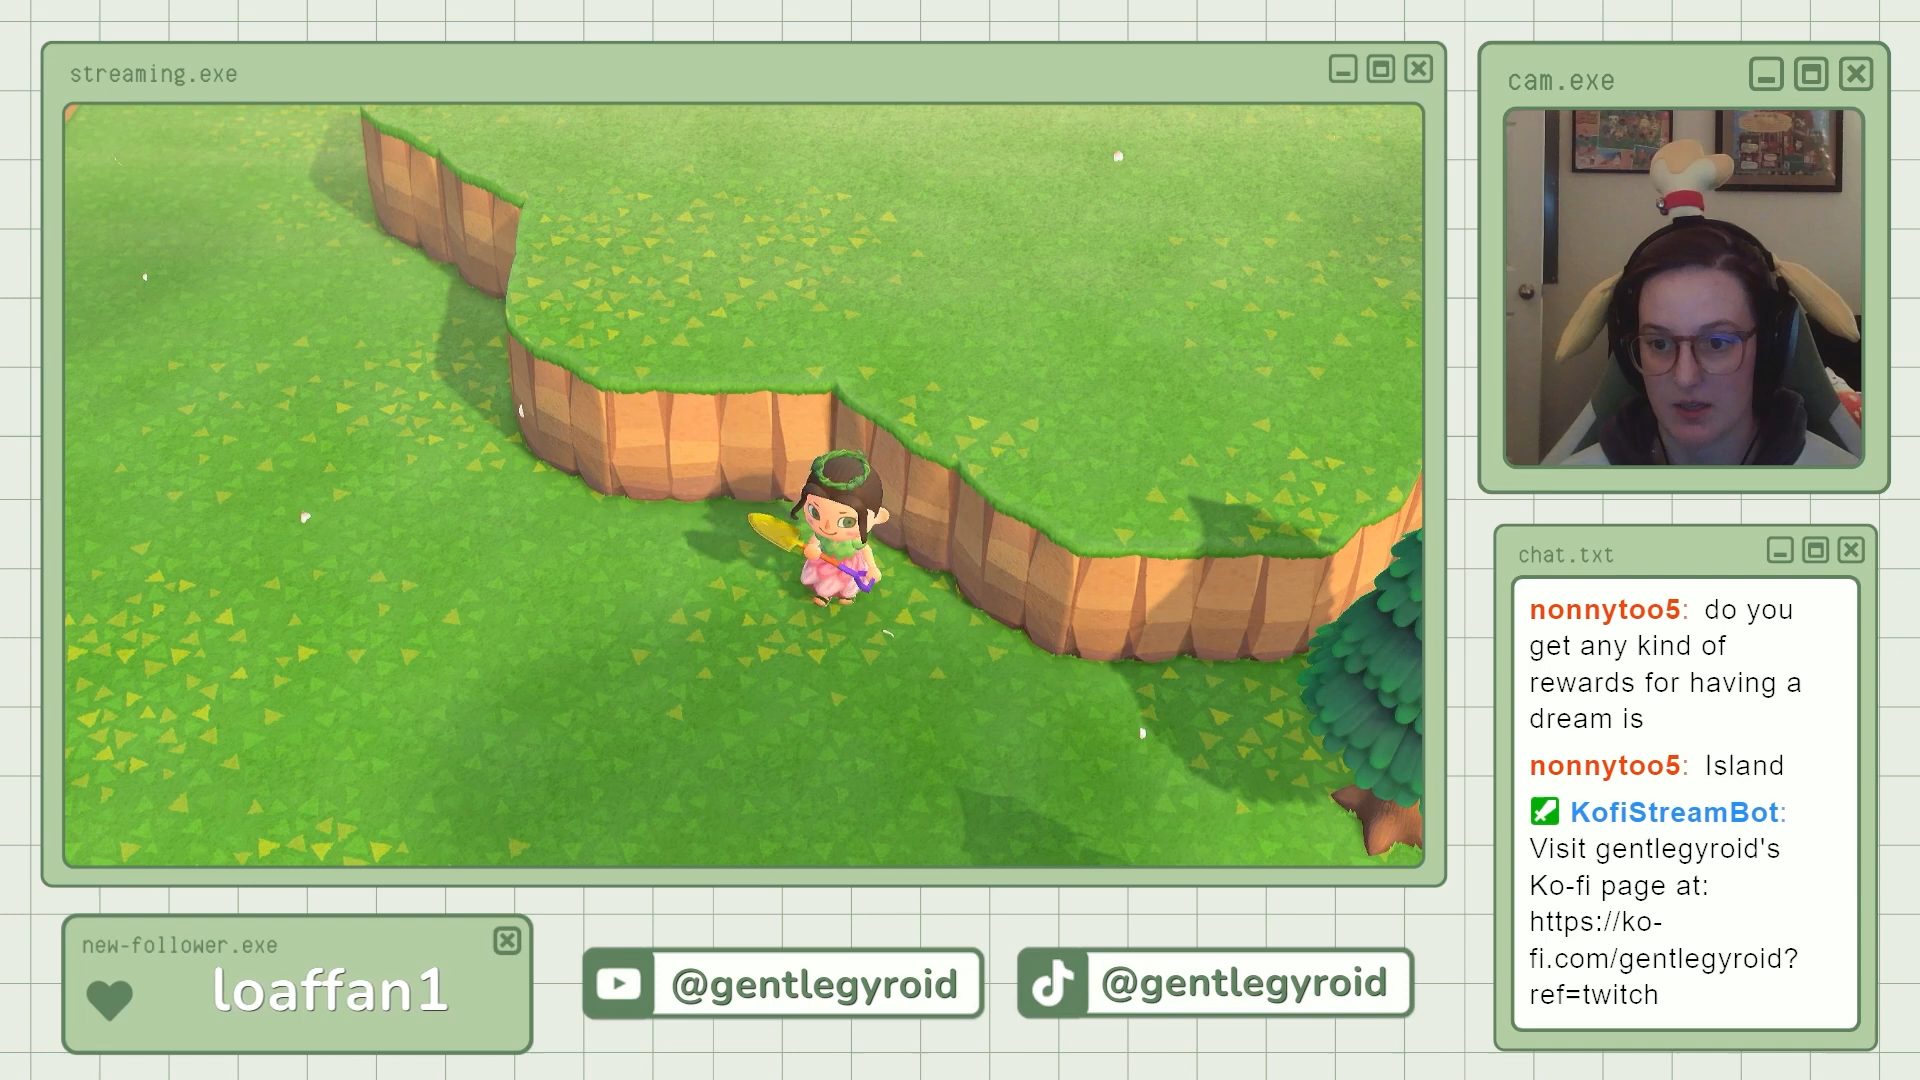 streaming.exe
cam.exe
chat.txt
nonnytoo5: do you
get any kind of
rewards for having a
dream is
nonnytoo5: Island
KofiStreamBot:
Visit gentlegyroid's
Ko-fi page at:
https://ko-
fi.com/gentlegyroid?
ref=twitch
new-follower.exe
loaffan1
@gentlegyroid
@gentlegyroid